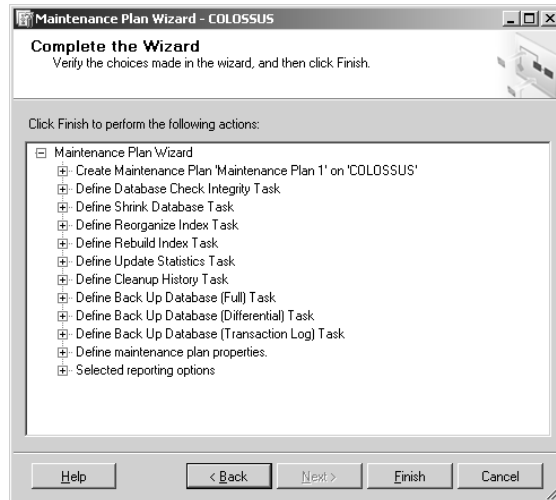 Maintenance Plan Wizard - COLOSSUS
Complete the Wizard
Verify the choices made in the wizard, and then click Finish.
Click Finish to perform the following actions:
Maintenance Plan Wizard
Create Maintenance Plan 'Maintenance Plan 1' on 'COLOSSUS'
Define Database Check Integrity Task
Define Shrink Database Task
Define Reorganize Index Task
Define Rebuild Index Task
Define Update Statistics Task
Define Cleanup History Task
Define Back Up Database (Full) Task
Define Back Up Database (Differential) Task
Define Back Up Database (Transaction Log) Task
Define maintenance plan properties.
Selected reporting options
Help < Back Next > Finish Cancel